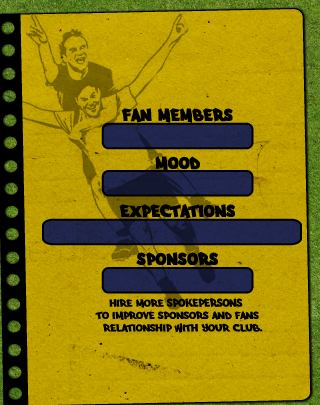 FAN MEMBERS
MOOD
EXPECTATIONS
SPONSORS
HIRE MORE SPOKEPERSONS
TO IMPROVE SPONSORS AND FANS
RELATIONSHIP WITH YOUR CLUB.